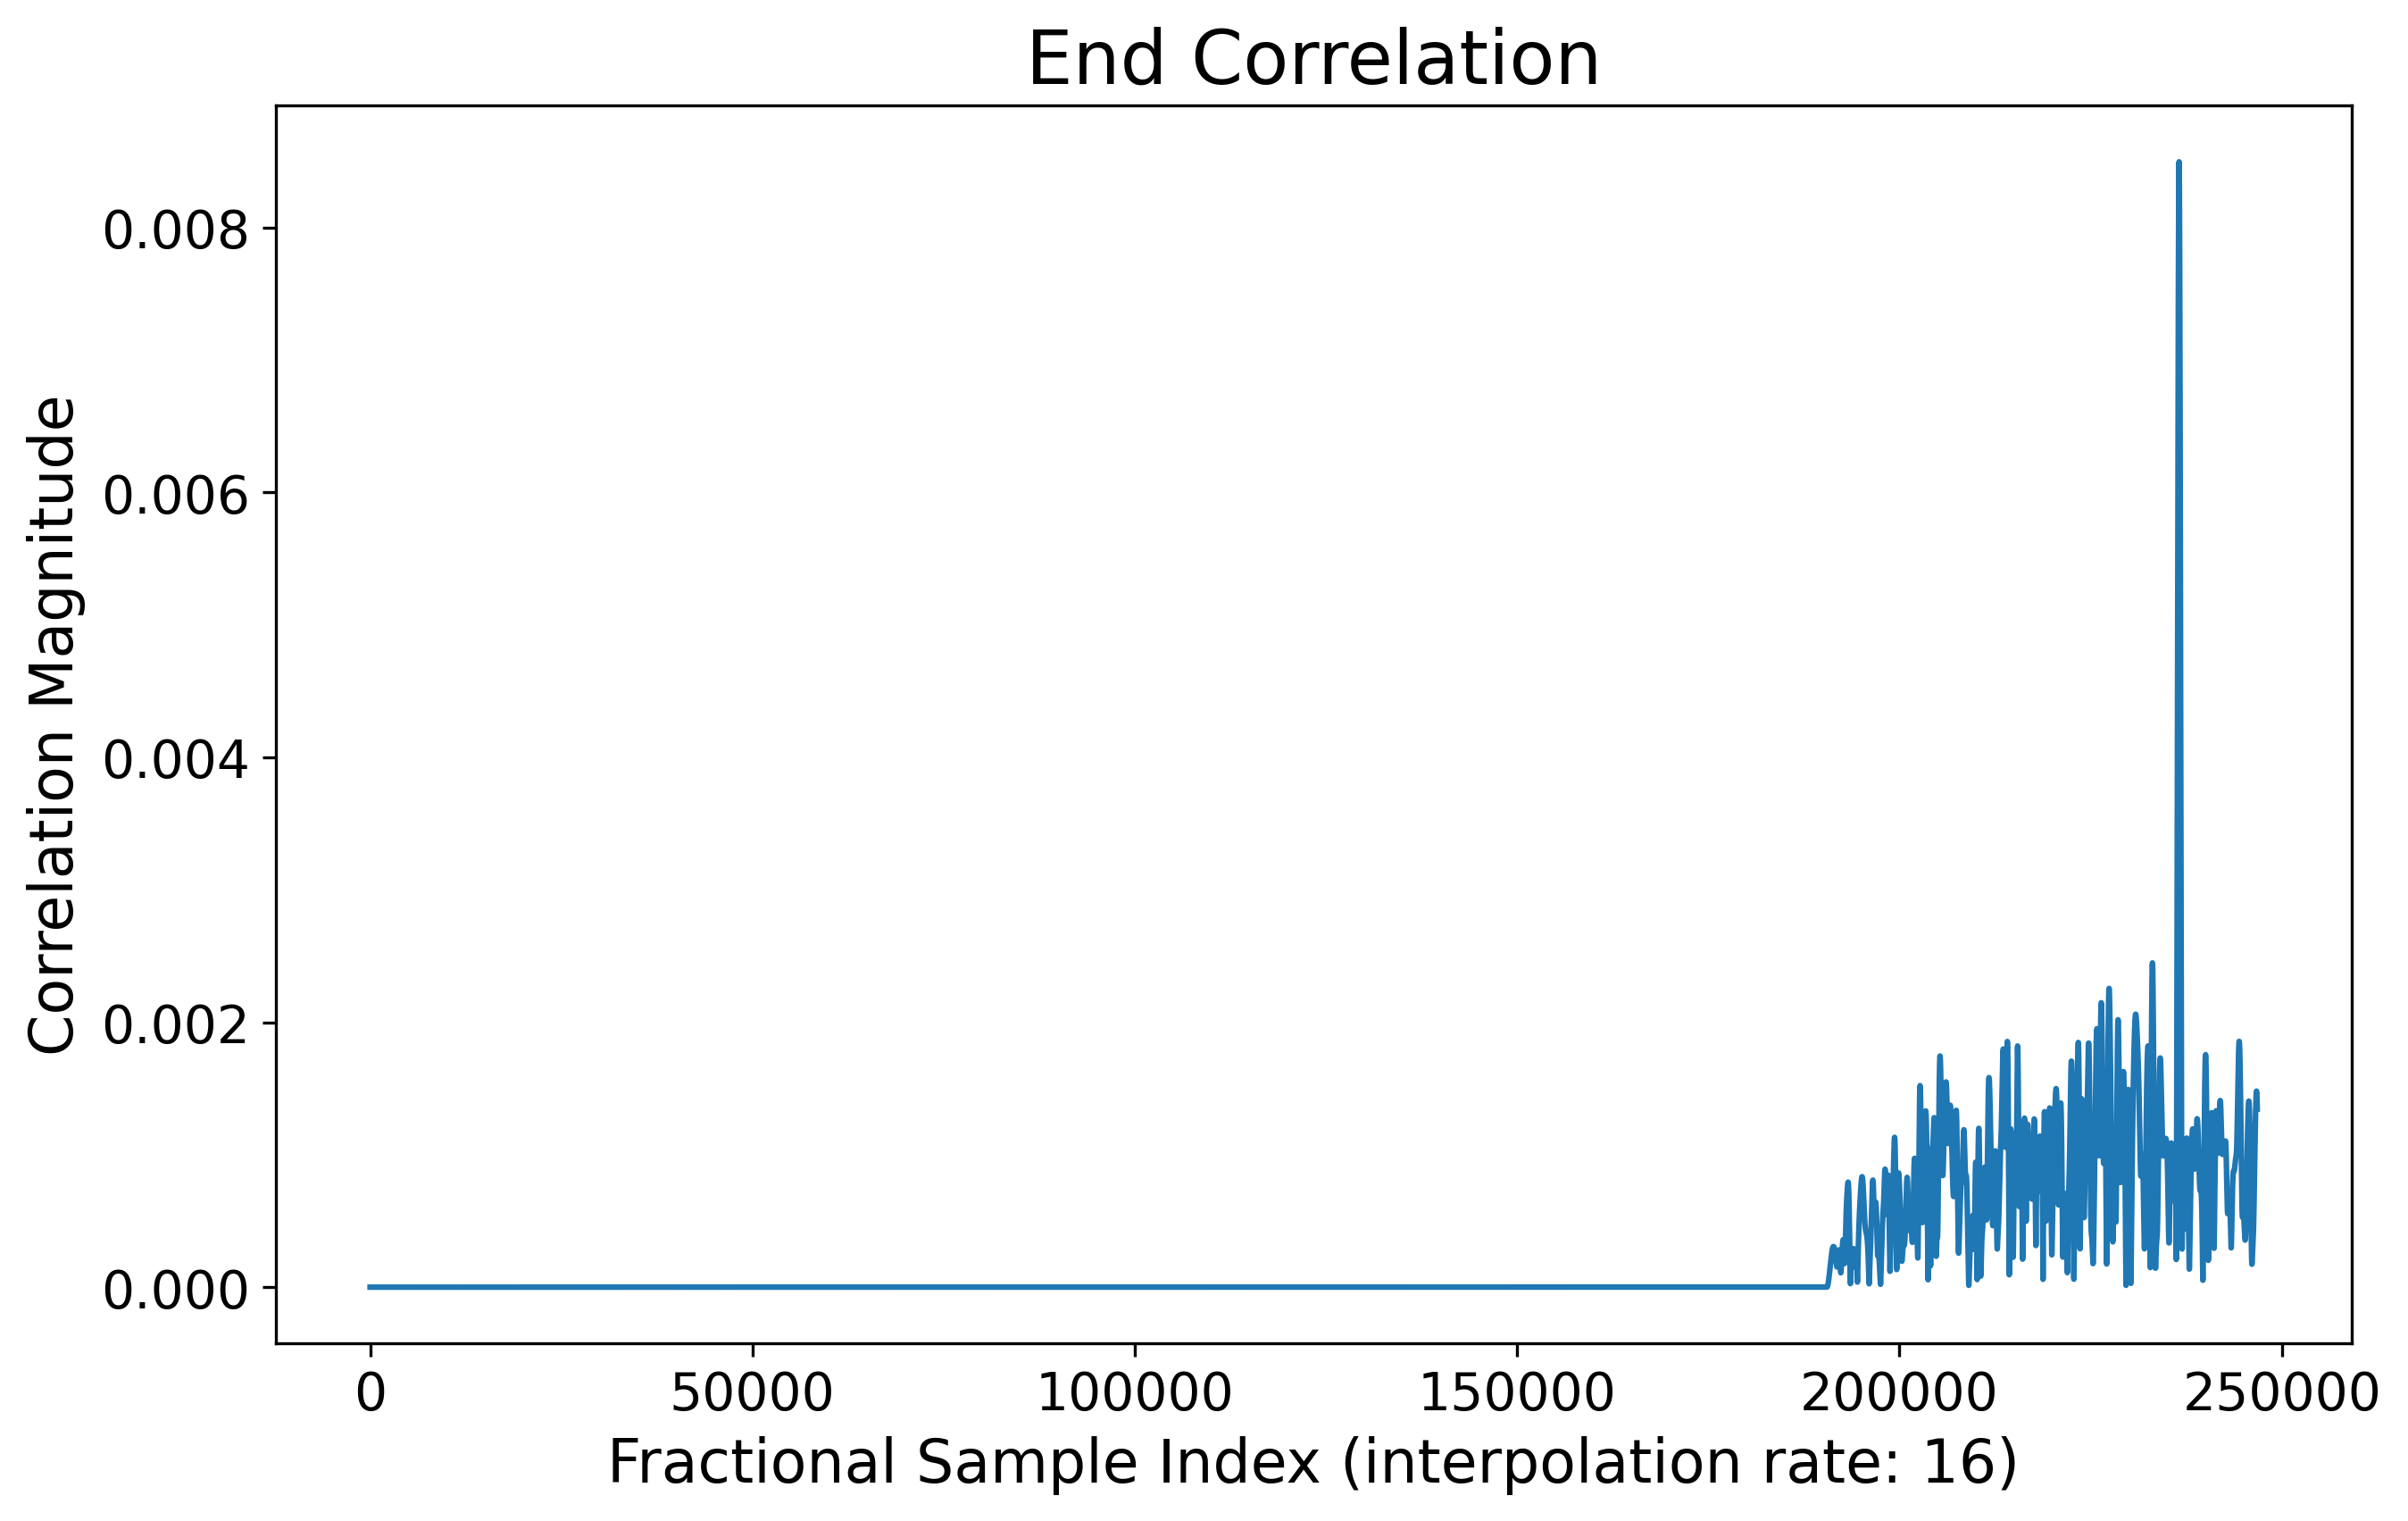 End Correlation
Correlation Magnitude
0.008
0.006
0.004
0.002
0.000
0 50000 100000 150000 200000 250000
Fractional Sample Index (interpolation rate: 16)